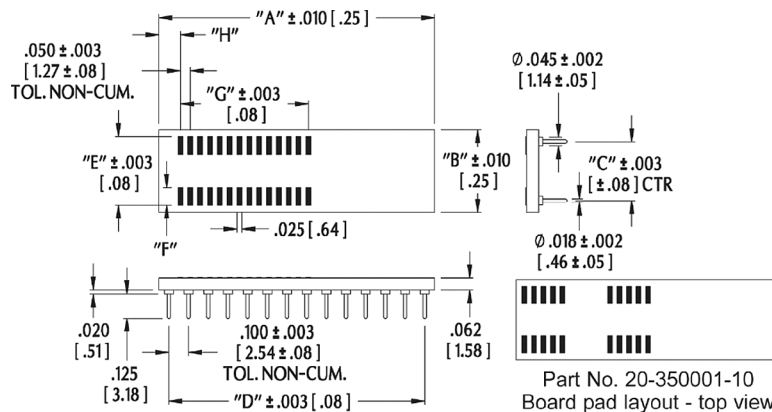 "A" ± .010 [ .25 ]
.050 ± .003
[ 1.27 ± .08 ]
TOL. NON-CUM.
"H"
"G" ± .003
[ .08 ]
Ø .045 ± .002
[ 1.14 ± .05 ]
"E" ± .003
[ .08 ]
"B" ± .010
[ .25 ]
"C" ± .003
[ ± .08 ] CTR
"F"
.025 [ .64 ]
Ø .018 ± .002
[ .46 ± .05 ]
.020
[ .51 ]
.125
[ 3.18 ]
.100 ± .003
[ 2.54 ± .08 ]
TOL. NON-CUM.
.062
[ 1.58 ]
"D" ± .003 [ .08 ]
Part No. 20-350001-10
Board pad layout - top view